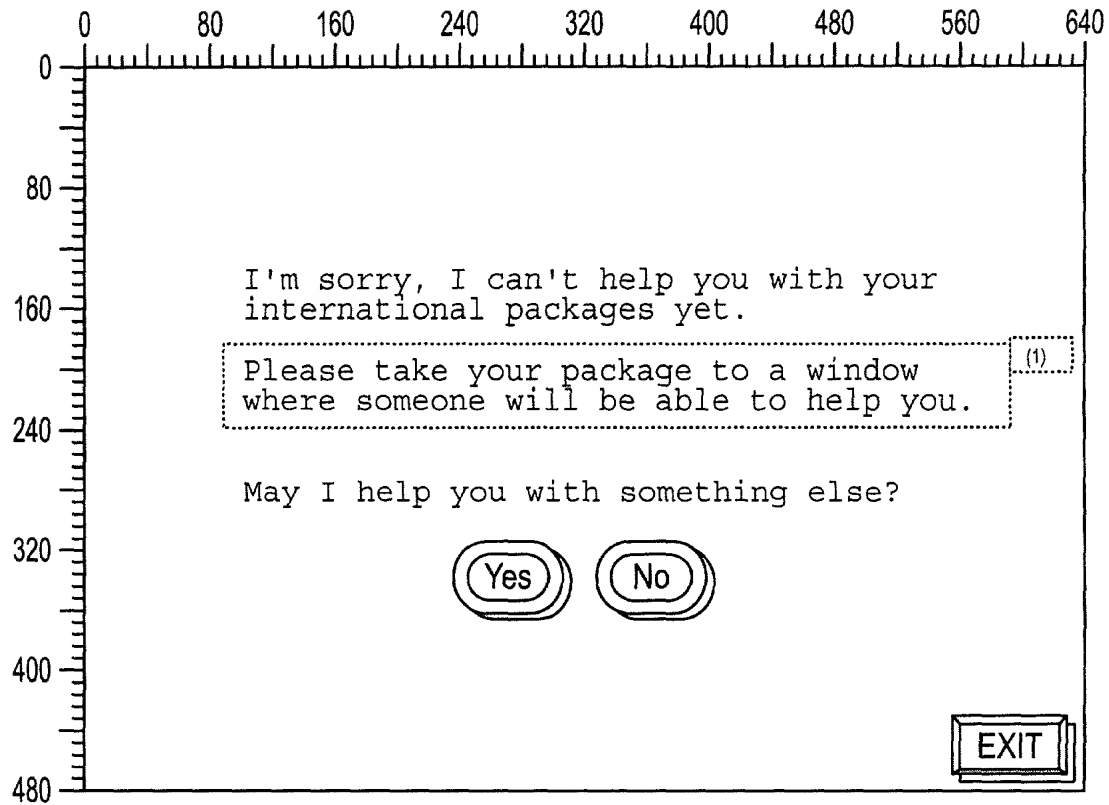 0 80 160 240 320 400 480 560 640
0
80
I'm sorry, I can't help you with your
160
international packages yet.
(1)
Please take your package to a window
where someone will be able to help you.
240
May I help you with something else?
320
Yes No
400
EXIT
480